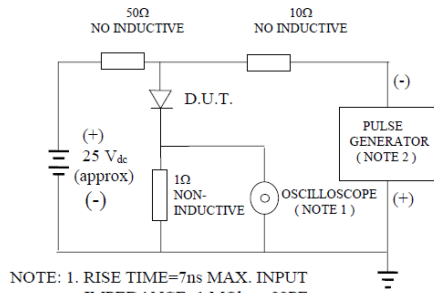 50Ω
NO INDUCTIVE
10Ω
NO INDUCTIVE
D.U.T.
(-)
(+)
25 Vdc
(approx)
(-)
1Ω
NON-
INDUCTIVE
OSCILLOSCOPE
( NOTE 1 )
PULSE
GENERATOR
( NOTE 2 )
(+)
NOTE: 1. RISE TIME=7ns MAX. INPUT